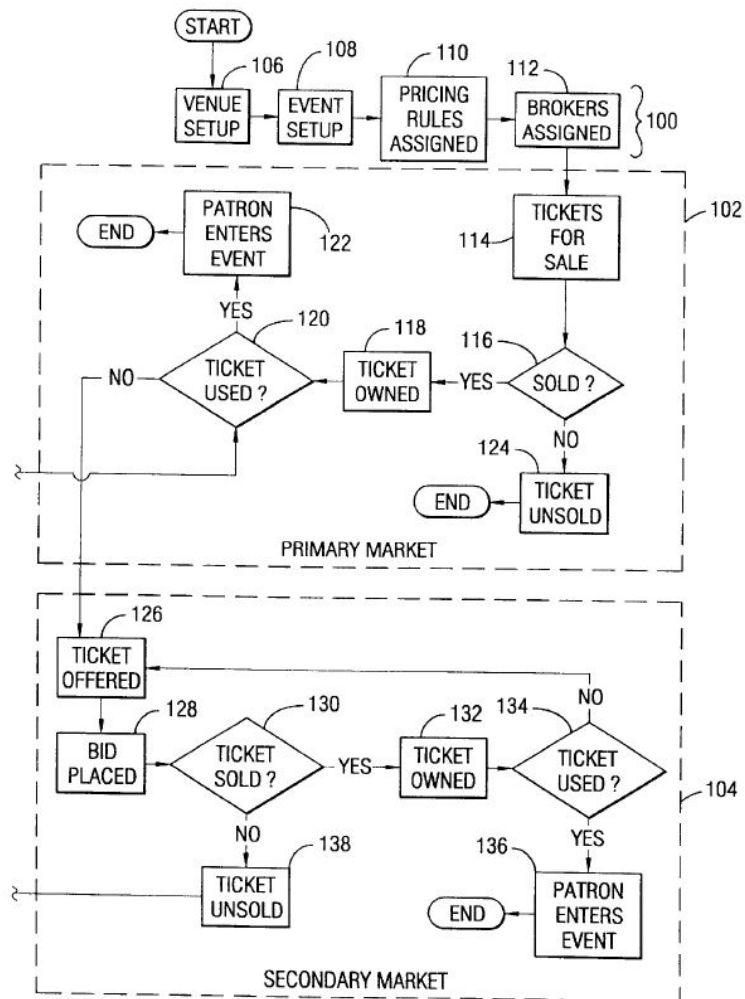 START
106
108
110
112
VENUE
SETUP
EVENT
SETUP
PRICING
RULES
ASSIGNED
BROKERS
ASSIGNED
100
102
PATRON
ENTERS
EVENT
END
122
TICKETS
FOR
SALE
114
YES
120
118
116
NO
TICKET
USED ?
TICKET
OWNED
YES
SOLD ?
NO
124
TICKET
UNSOLD
END
PRIMARY MARKET
126
TICKET
OFFERED
NO
128
130
132
134
BID
PLACED
TICKET
SOLD ?
YES
TICKET
OWNED
TICKET
USED ?
104
NO
YES
138
136
TICKET
UNSOLD
PATRON
ENTERS
EVENT
END
SECONDARY MARKET